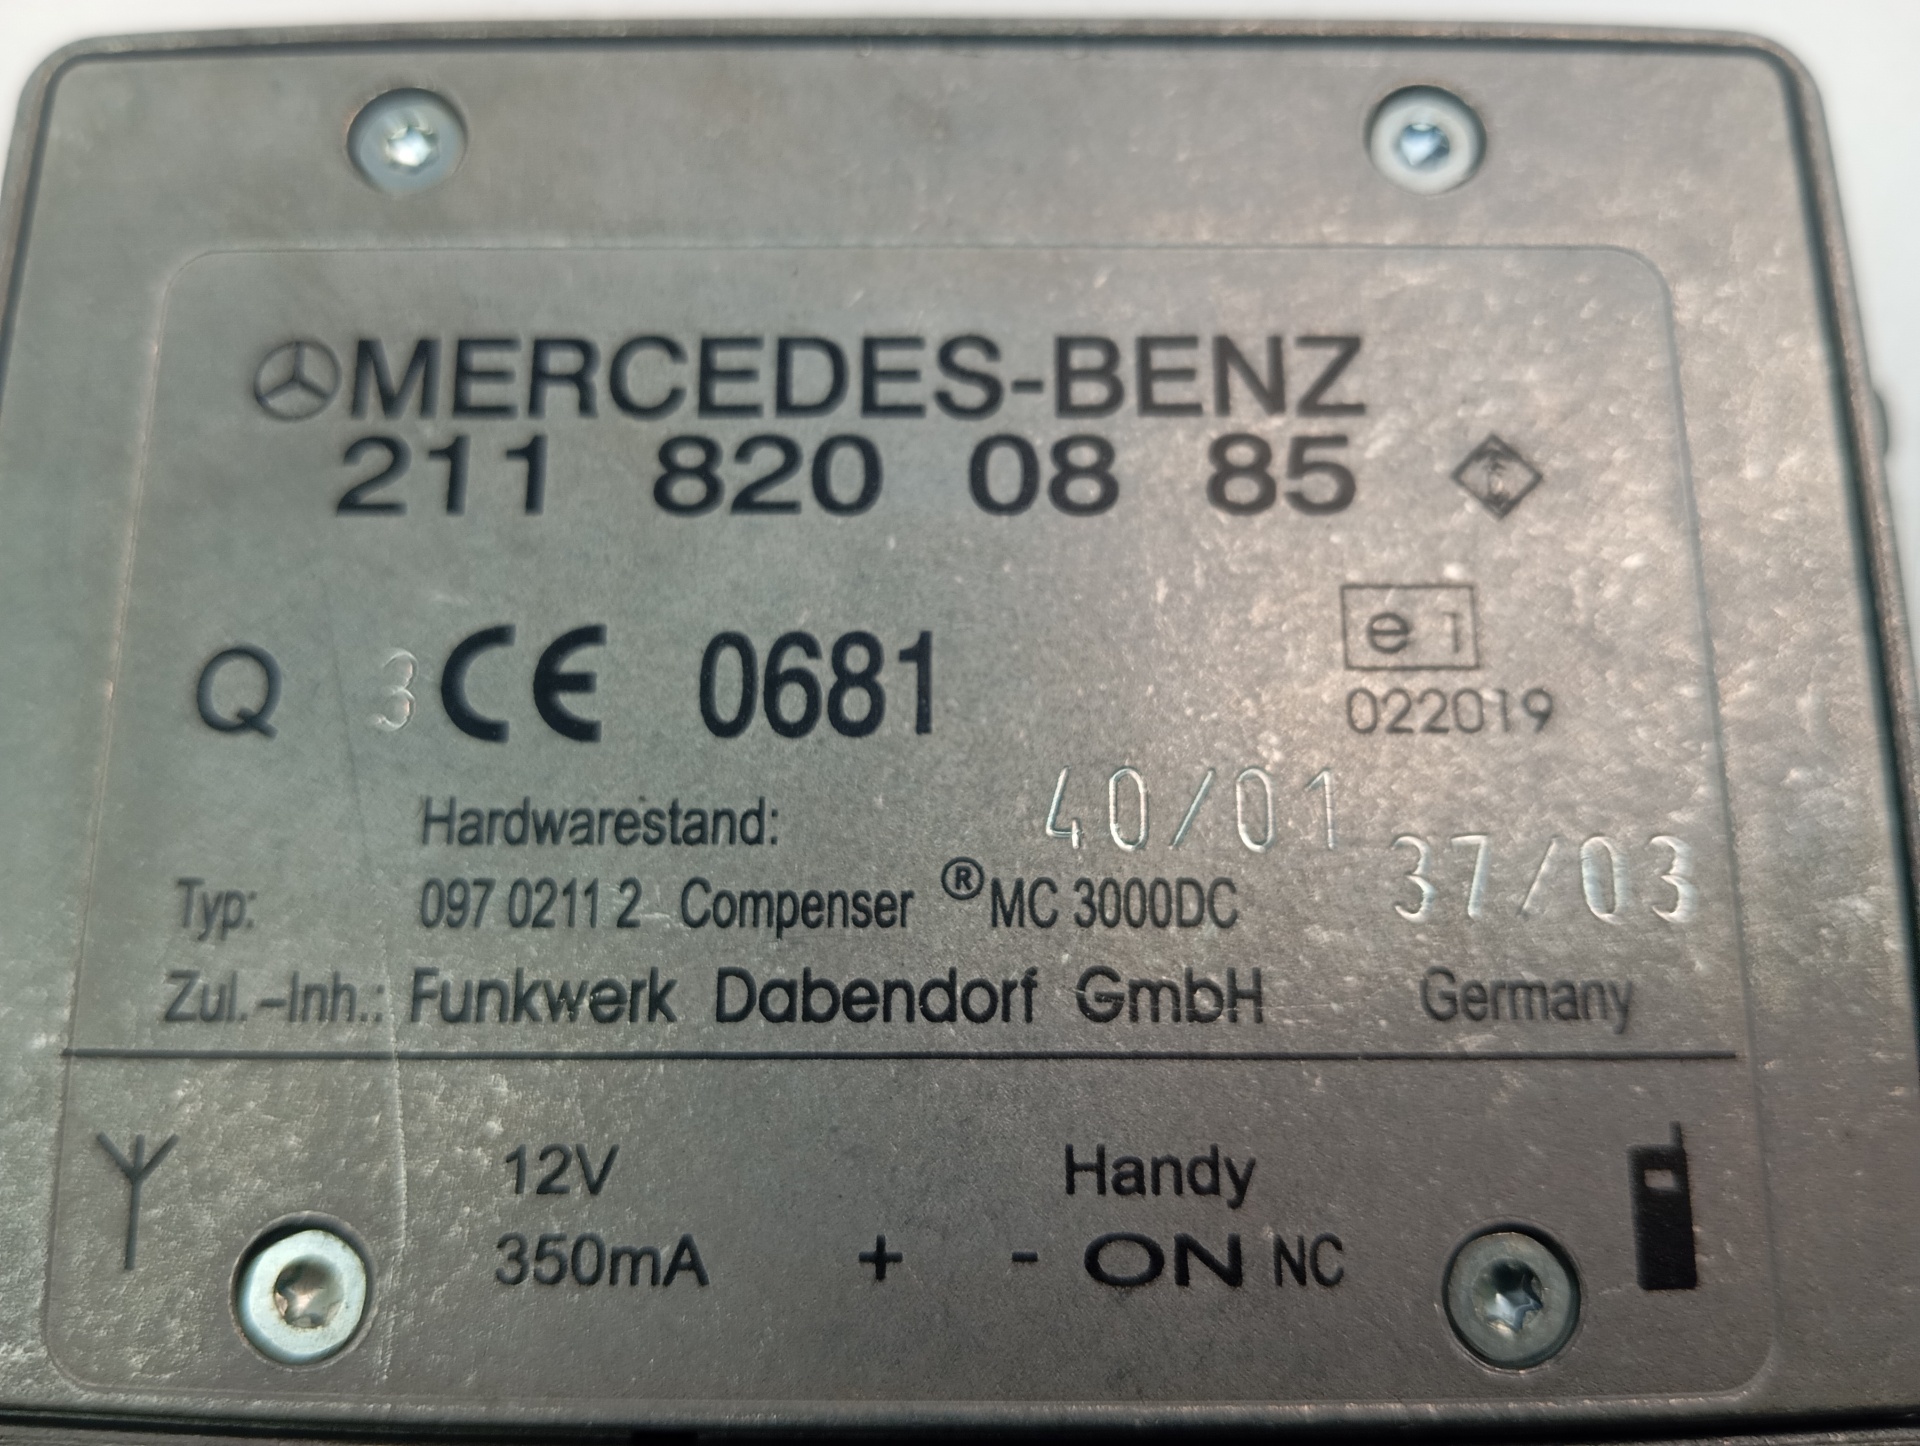 MERCEDES-BENZ
211 820 08 85
e1
022019
Q 3 CE 0681
Hardwarestand: 40/01
37/03
Typ: 097 0211 2 Compenser ® MC 3000DC
Zul.-Inh.: Funkwerk Dabendorf GmbH Germany
12V Handy
350mA + - ON NC